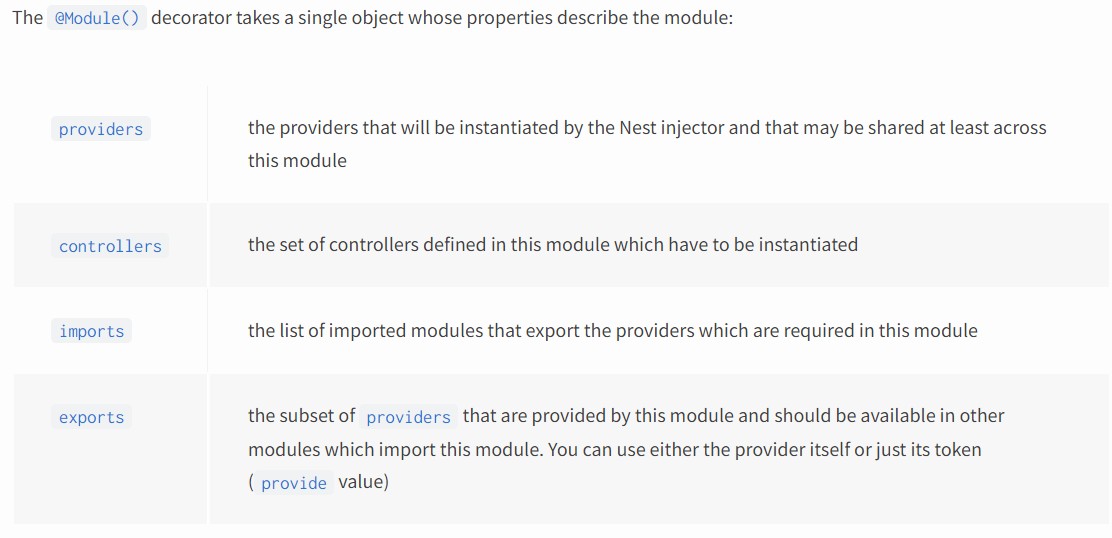 The @Module() decorator takes a single object whose properties describe the module:
providers
the providers that will be instantiated by the Nest injector and that may be shared at least across
this module
controllers
the set of controllers defined in this module which have to be instantiated
imports
the list of imported modules that export the providers which are required in this module
exports
the subset of providers that are provided by this module and should be available in other
modules which import this module. You can use either the provider itself or just its token
( provide value)